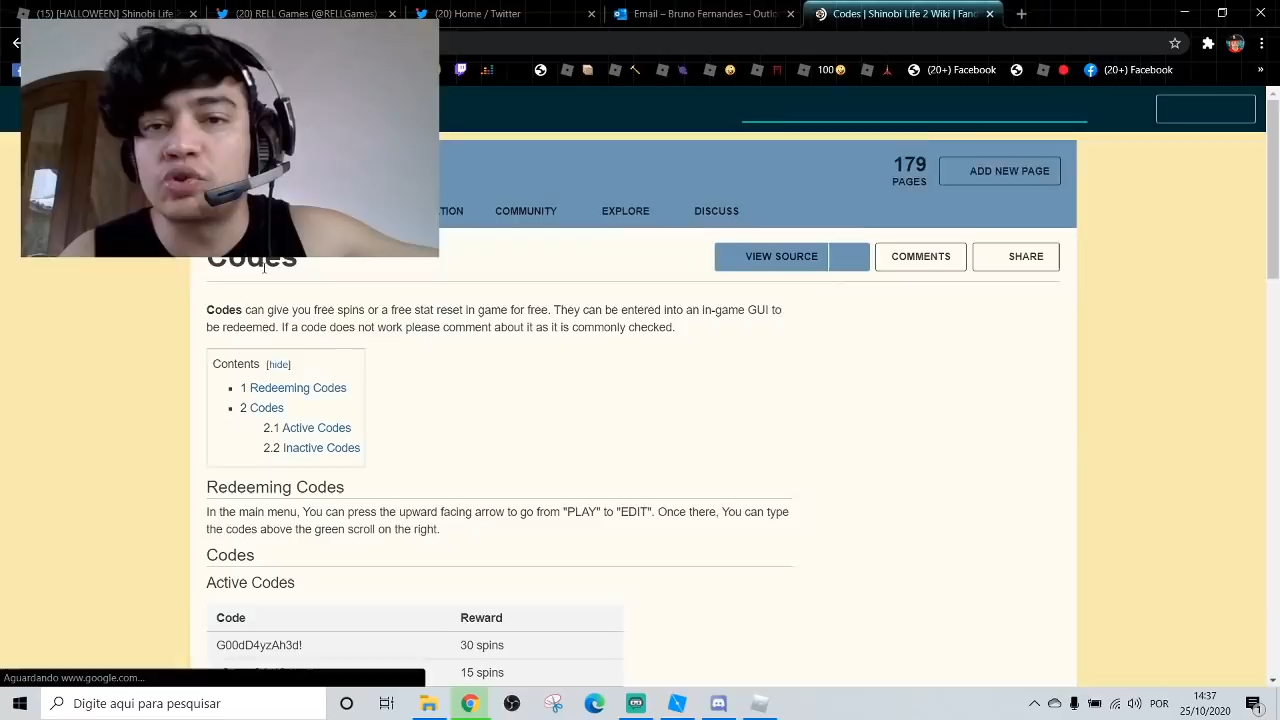 (15) [HALLOWEEN] Shinobi Life
(20) RELL Games (@RELLGames)
(20) Home / Twitter
Email – Bruno Fernandes – Outlo
Codes | Shinobi Life 2 Wiki | Fand
100
(20+) Facebook
(20+) Facebook
179
PAGES
ADD NEW PAGE
COMMUNITY
EXPLORE
DISCUSS
Codes
VIEW SOURCE
COMMENTS
SHARE
Codes can give you free spins or a free stat reset in game for free. They can be entered into an in-game GUI to
be redeemed. If a code does not work please comment about it as it is commonly checked.
Contents [hide]
1 Redeeming Codes
2 Codes
2.1 Active Codes
2.2 Inactive Codes
Redeeming Codes
In the main menu, You can press the upward facing arrow to go from "PLAY" to "EDIT". Once there, You can type
the codes above the green scroll on the right.
Codes
Active Codes
Code Reward
G00dD4yzAh3d! 30 spins
15 spins
Aguardando www.google.com...
Digite aqui para pesquisar
POR
14:37
25/10/2020
1